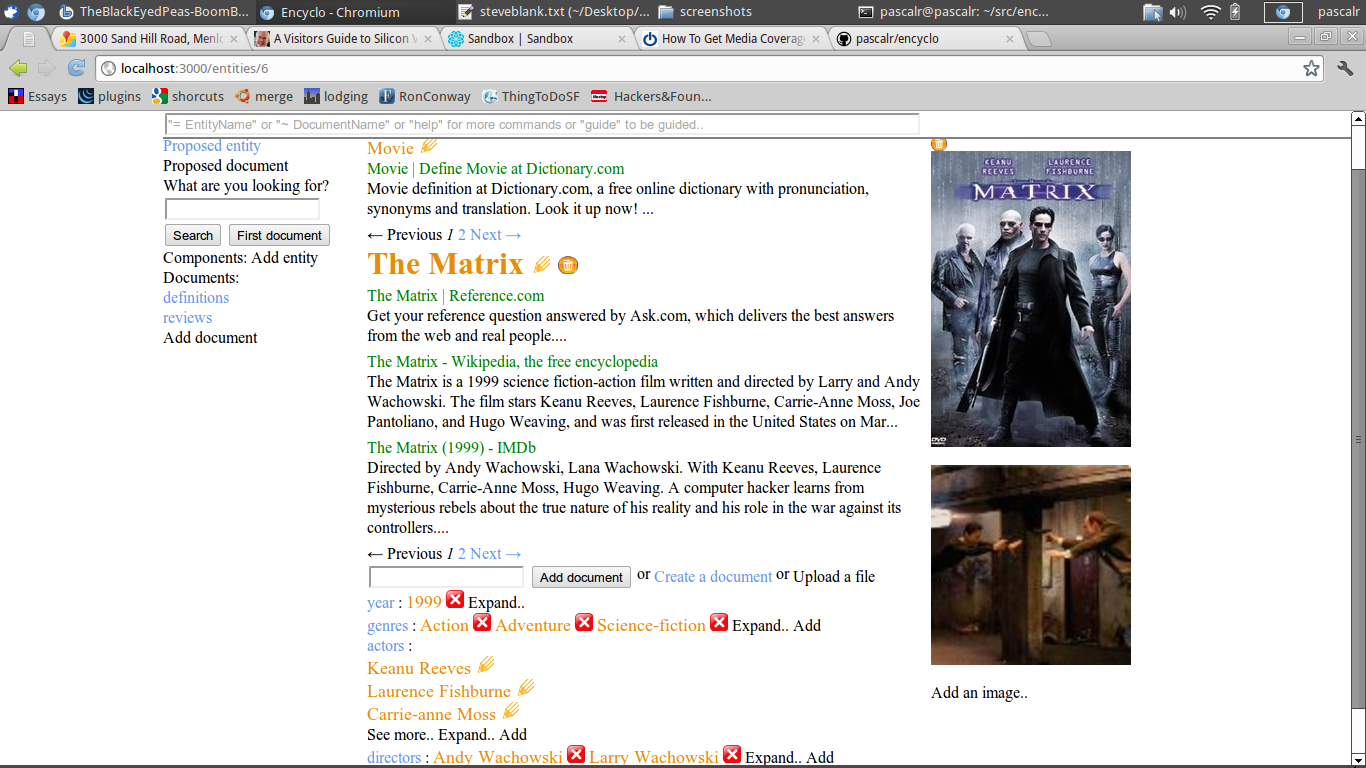 TheBlackEyedPeas-BoomB...
Encyclo - Chromium
steveblank.txt (~/Desktop/...
screenshots
pascalr@pascalr: ~/src/enc...
pascalr
3000 Sand Hill Road, Menl
A Visitors Guide to Silicon V
Sandbox | Sandbox
How To Get Media Coverag
pascalr/encyclo
localhost:3000/entities/6
Essays
plugins
shorcuts
merge
lodging
RonConway
ThingToDoSF
Hackers&Foun...
"= EntityName" or "~ DocumentName" or "help" for more commands or "guide" to be guided..
Proposed entity
Proposed document
What are you looking for?
Search
First document
Components: Add entity
Documents:
definitions
reviews
Add document
Movie
Movie | Define Movie at Dictionary.com
Movie definition at Dictionary.com, a free online dictionary with pronunciation,
synonyms and translation. Look it up now! ...
← Previous 1 2 Next →
The Matrix
The Matrix | Reference.com
Get your reference question answered by Ask.com, which delivers the best answers
from the web and real people....
The Matrix - Wikipedia, the free encyclopedia
The Matrix is a 1999 science fiction-action film written and directed by Larry and Andy
Wachowski. The film stars Keanu Reeves, Laurence Fishburne, Carrie-Anne Moss, Joe
Pantoliano, and Hugo Weaving, and was first released in the United States on Mar...
The Matrix (1999) - IMDb
Directed by Andy Wachowski, Lana Wachowski. With Keanu Reeves, Laurence
Fishburne, Carrie-Anne Moss, Hugo Weaving. A computer hacker learns from
mysterious rebels about the true nature of his reality and his role in the war against its
controllers....
← Previous 1 2 Next →
Add document or Create a document or Upload a file
year : 1999 Expand..
genres : Action Adventure Science-fiction Expand.. Add
actors :
Keanu Reeves
Laurence Fishburne
Carrie-anne Moss
See more.. Expand.. Add
directors : Andy Wachowski Larry Wachowski Expand.. Add
KEANU REEVES
LAURENCE FISHBURNE
MATRIX
DVD
Add an image..